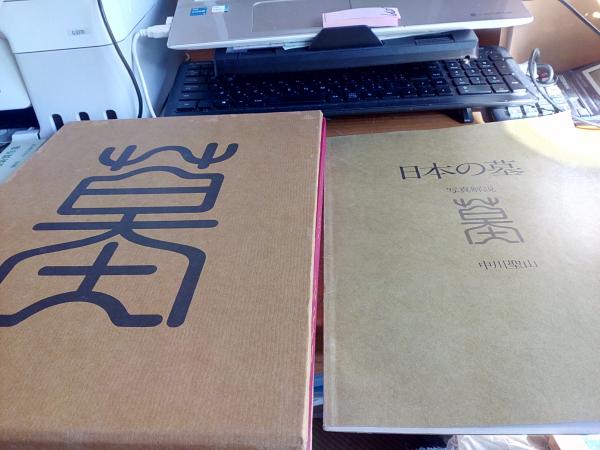 墓
日本の墓
写真解説
墓
中川聖山